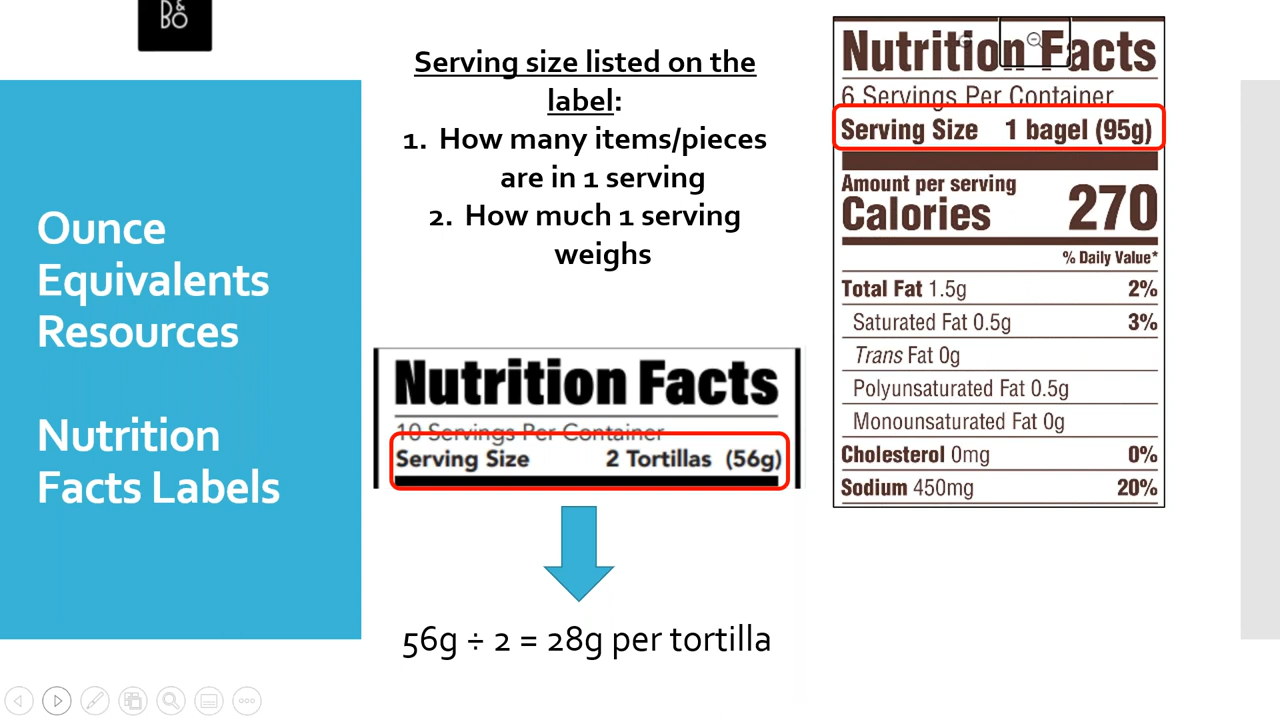 B&
BO
Ounce
Equivalents
Resources
Nutrition
Facts Labels
Serving size listed on the
label:
1. How many items/pieces
are in 1 serving
2. How much 1 serving
weighs
Nutrition Facts
10 Servings Per Container
Serving Size 2 Tortillas (56g)
56g ÷ 2 = 28g per tortilla
Nutrition Facts
6 Servings Per Container
Serving Size 1 bagel (95g)
Amount per serving
Calories 270
% Daily Value*
Total Fat 1.5g 2%
Saturated Fat 0.5g 3%
Trans Fat 0g
Polyunsaturated Fat 0.5g
Monounsaturated Fat 0g
Cholesterol 0mg 0%
Sodium 450mg 20%